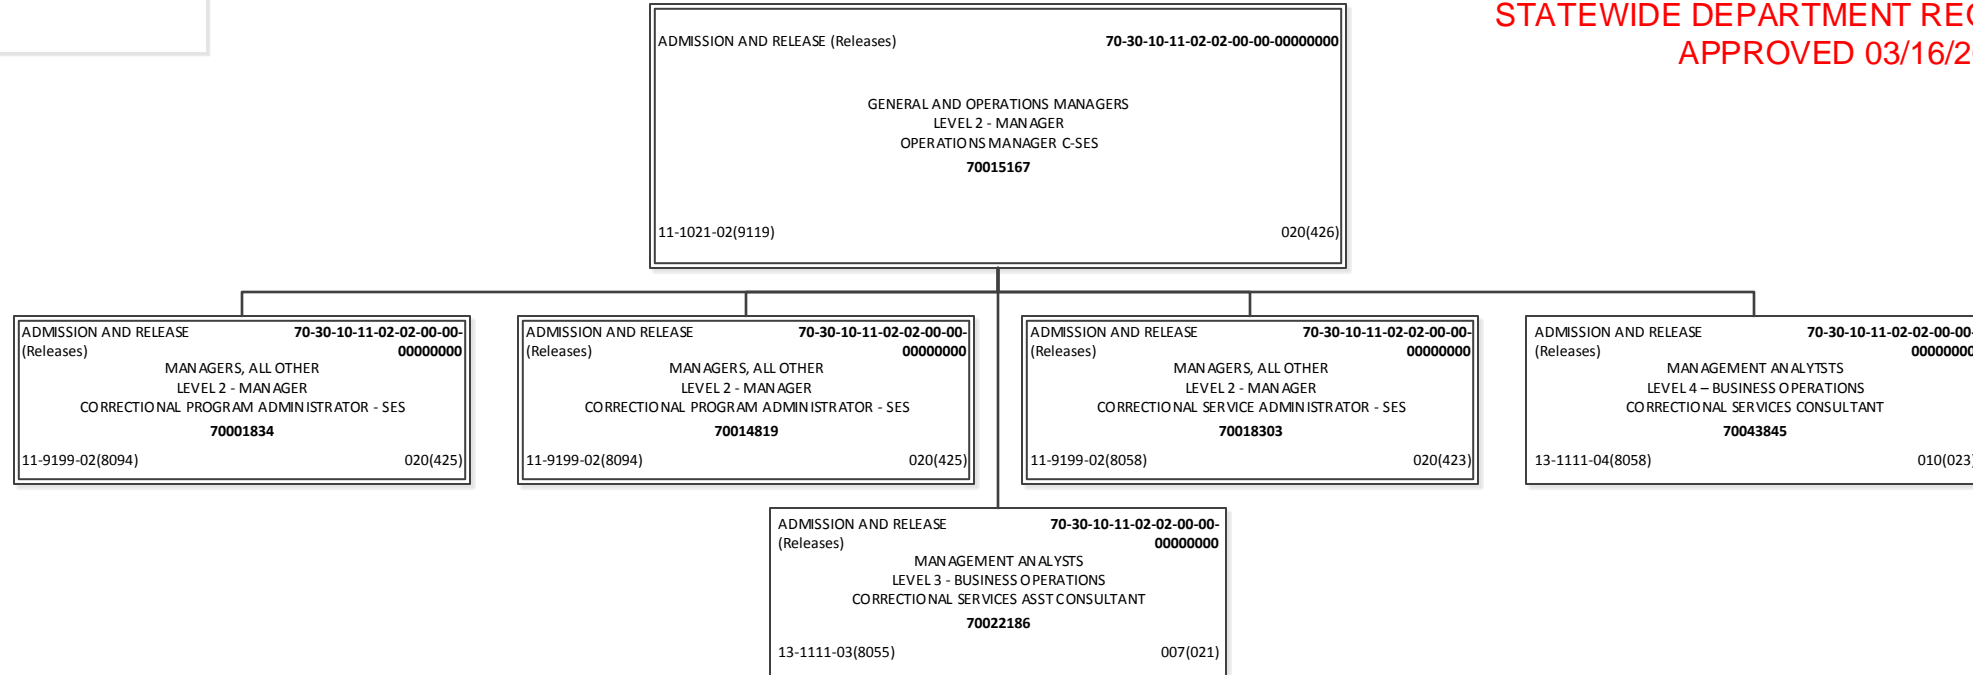 STATEWIDE DEPARTMENT
APPROVED 03/16/
ADMISSION AND RELEASE (Releases) 70-30-10-11-02-02-00-00-00000000
GENERAL AND OPERATIONS MANAGERS
LEVEL 2 - MANAGER
OPERATIONS MANAGER C-SES
70015167
11-1021-02(9119) 020(426)
ADMISSION AND RELEASE 70-30-10-11-02-02-00-00-
(Releases) 00000000
MANAGERS, ALL OTHER
LEVEL 2 - MANAGER
CORRECTIONAL PROGRAM ADMINISTRATOR - SES
70001834
11-9199-02(8094) 020(425)
ADMISSION AND RELEASE 70-30-10-11-02-02-00-00-
(Releases) 00000000
MANAGERS, ALL OTHER
LEVEL 2 - MANAGER
CORRECTIONAL PROGRAM ADMINISTRATOR - SES
70014819
11-9199-02(8094) 020(425)
ADMISSION AND RELEASE 70-30-10-11-02-02-00-00-
(Releases) 00000000
MANAGERS, ALL OTHER
LEVEL 2 - MANAGER
CORRECTIONAL SERVICE ADMINISTRATOR - SES
70018303
11-9199-02(8058) 020(423)
ADMISSION AND RELEASE 70-30-10-11-02-02-00-00-
(Releases) 00000000
MANAGEMENT ANALYTSTS
LEVEL 4 – BUSINESS OPERATIONS
CORRECTIONAL SERVICES CONSULTANT
70043845
13-1111-04(8058) 010(023)
ADMISSION AND RELEASE 70-30-10-11-02-02-00-00-
(Releases) 00000000
MANAGEMENT ANALYSTS
LEVEL 3 - BUSINESS OPERATIONS
CORRECTIONAL SERVICES ASST CONSULTANT
70022186
13-1111-03(8055) 007(021)